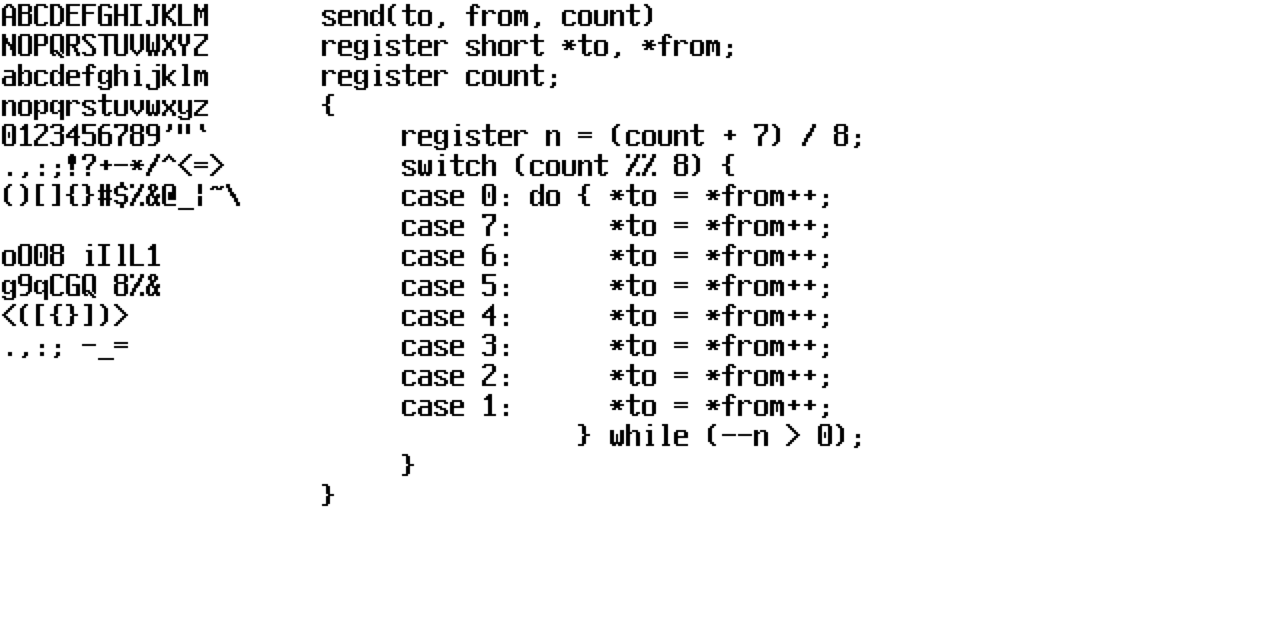 ABCDEFGHIJKLM
NOPQRSTUVWXYZ
abcdefghijklm
nopqrstuvwxyz
0123456789'"`
.,:;!?+-*/^<=>
()[]{}#$%&@_|~\
oO08 iIlL1
g9qCGQ 8%&
<([{}])>
.,:; -_=
send(to, from, count)
register short *to, *from;
register count;
{
     register n = (count + 7) / 8;
     switch (count %% 8) {
     case 0: do { *to = *from++;
     case 7:      *to = *from++;
     case 6:      *to = *from++;
     case 5:      *to = *from++;
     case 4:      *to = *from++;
     case 3:      *to = *from++;
     case 2:      *to = *from++;
     case 1:      *to = *from++;
                } while (--n > 0);
     }
}